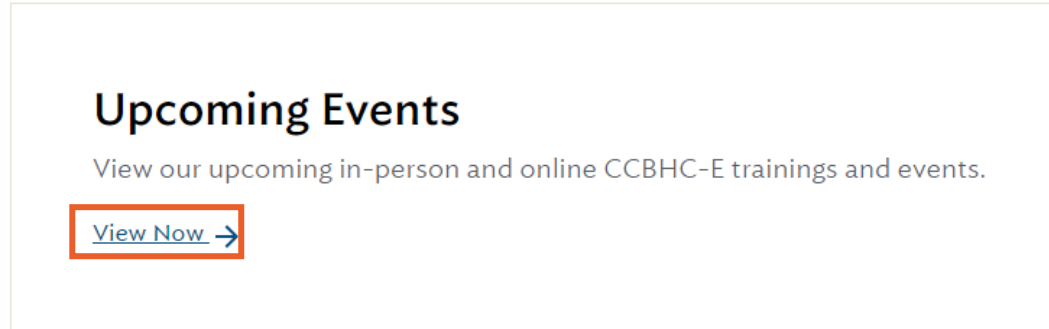 Upcoming Events
View our upcoming in-person and online CCBHC-E trainings and events.
View Now →